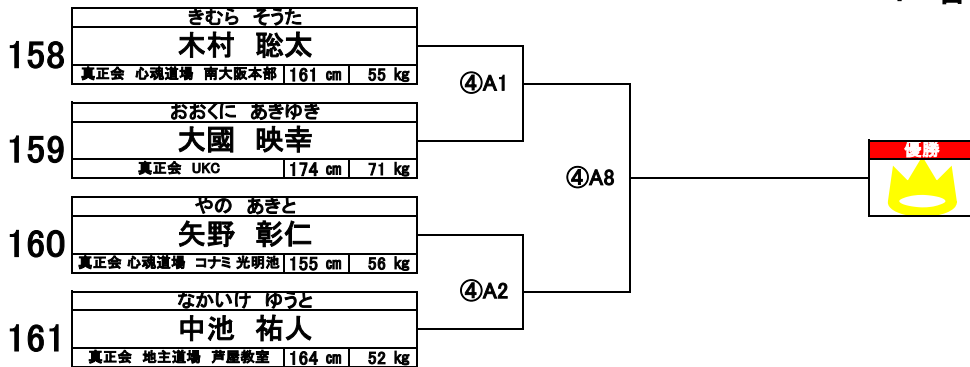 158
きむら そうた
木村 聡太
真正会 心魂道場 南大阪本部 161 cm 55 kg
④A1
159
おおくに あきゆき
大國 映幸
真正会 UKC 174 cm 71 kg
④A8
優勝
160
やの あきと
矢野 彰仁
真正会 心魂道場 コナミ 光明池 155 cm 56 kg
④A2
161
なかいけ ゆうと
中池 祐人
真正会 地主道場 芦屋教室 164 cm 52 kg